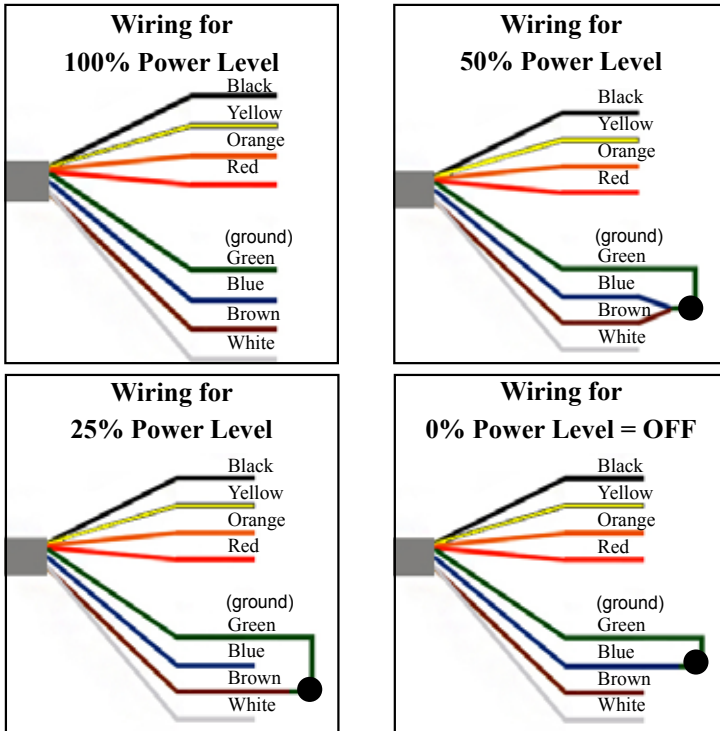 Wiring for
100% Power Level
Black
Yellow
Orange
Red
(ground)
Green
Blue
Brown
White
Wiring for
50% Power Level
Black
Yellow
Orange
Red
(ground)
Green
Blue
Brown
White
Wiring for
25% Power Level
Black
Yellow
Orange
Red
(ground)
Green
Blue
Brown
White
Wiring for
0% Power Level = OFF
Black
Yellow
Orange
Red
(ground)
Green
Blue
Brown
White